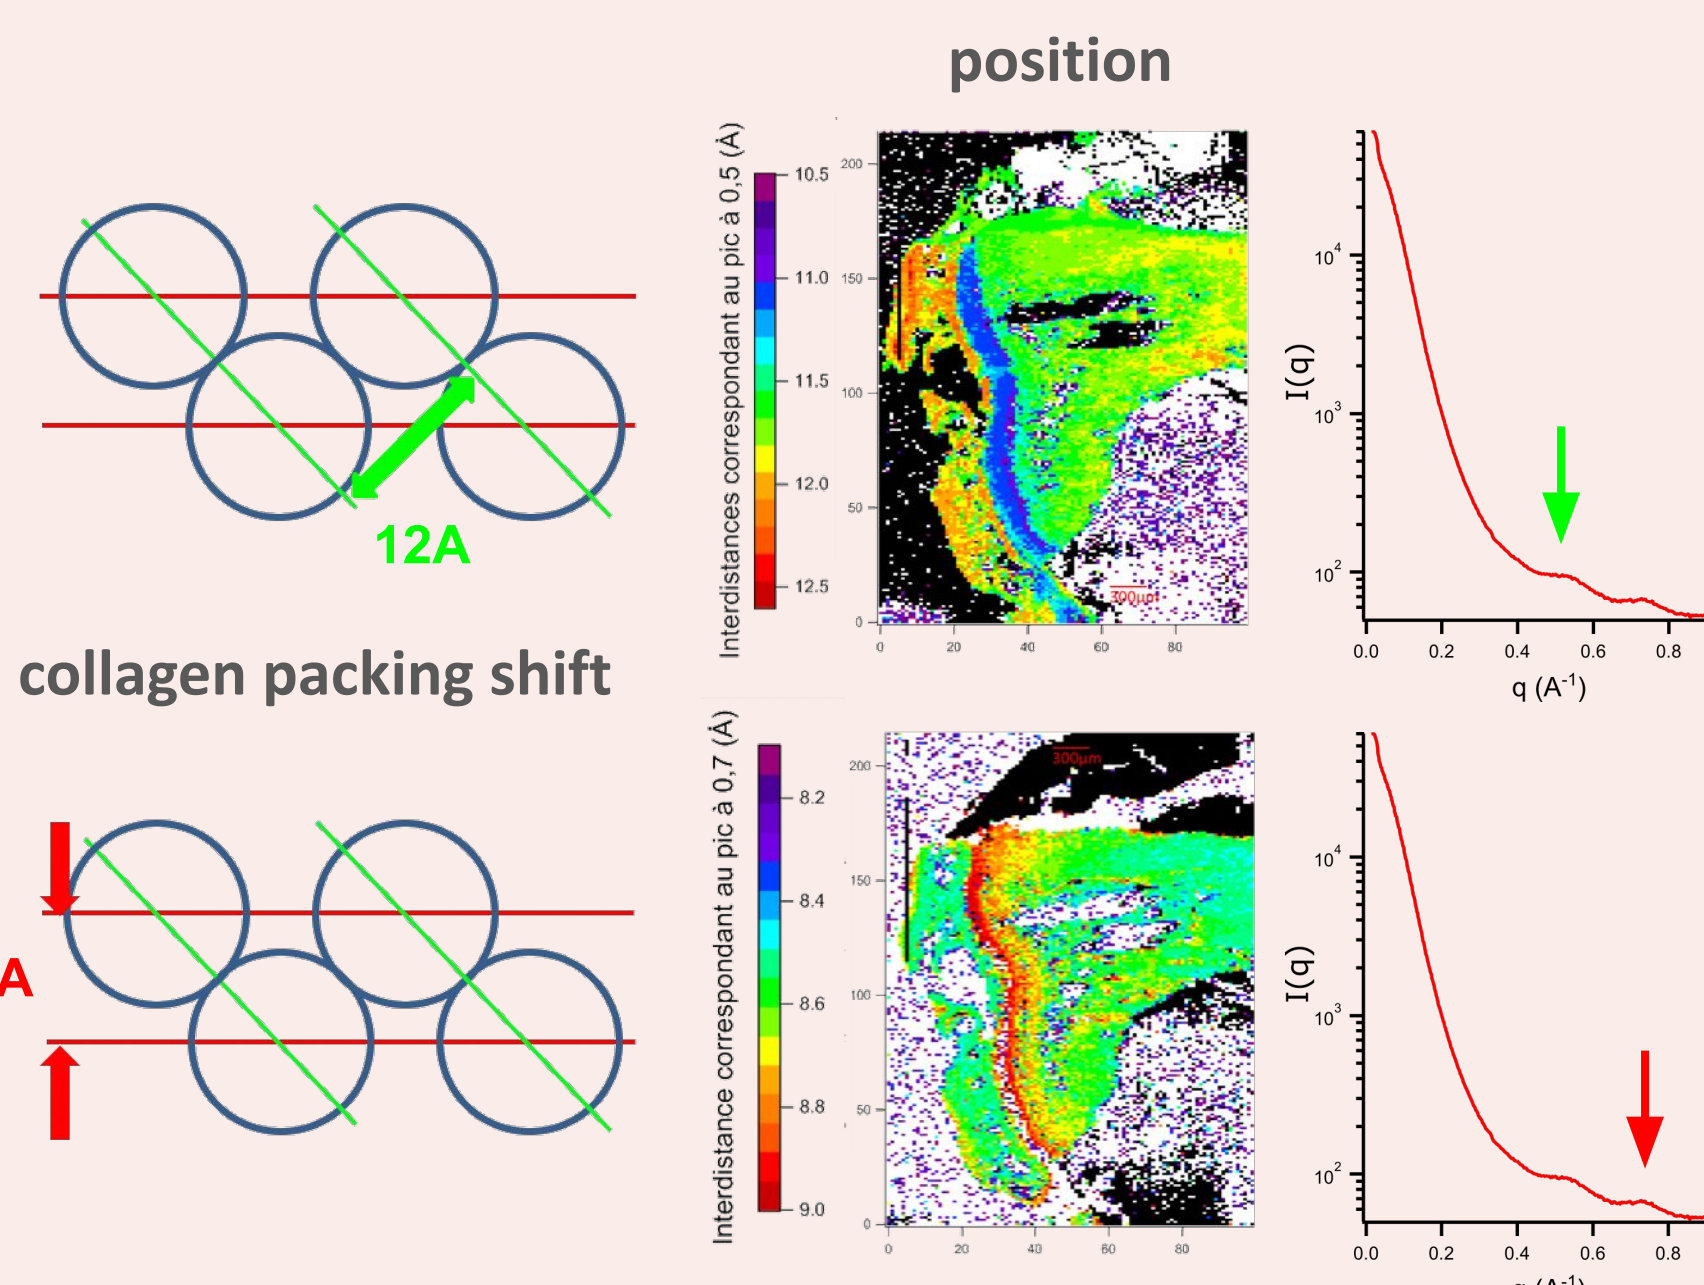 position
Interdistances correspondant au pic à 0,5 (Å)
10.5
11.0
11.5
12.0
12.5
200
150
100
50
0
0 20 40 60 80
300µm
I(q)
10⁴
10³
10²
0.0 0.2 0.4 0.6 0.8
q (A⁻¹)
12A
collagen packing shift
A
Interdistance correspondant au pic à 0,7 (Å)
8.2
8.4
8.6
8.8
9.0
200
150
100
50
0
0 20 40 60 80
300µm
I(q)
10⁴
10³
10²
0.0 0.2 0.4 0.6 0.8